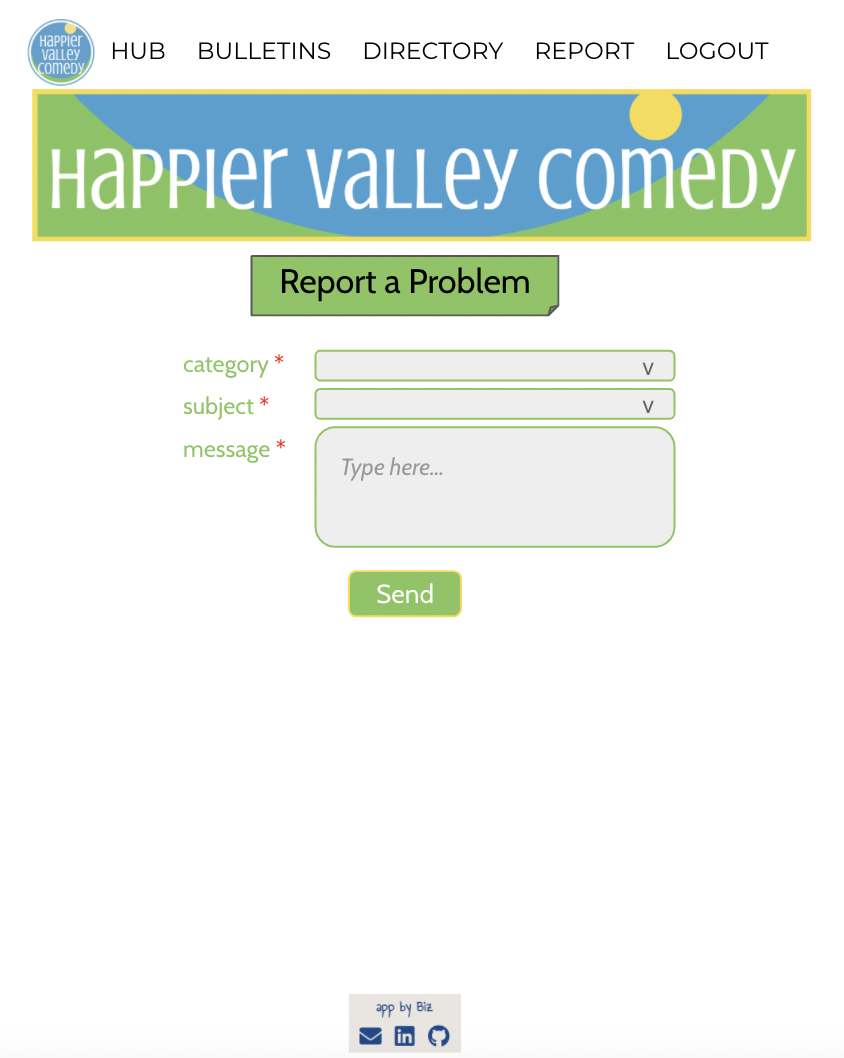 Happier
valley
comedy
HUB BULLETINS DIRECTORY REPORT LOGOUT
Happier valley comedy
Report a Problem
category * v
subject * v
message *
Type here...
Send
app by Biz
in